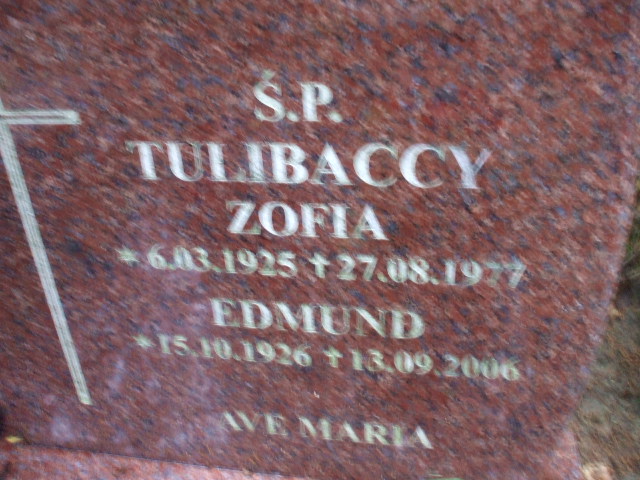 Ś.P.
TULIBACCY
ZOFIA
* 6.03.1925 ✝ 27.08.1977
EDMUND
* 15.10.1926 ✝ 13.09.2006
AVE MARIA